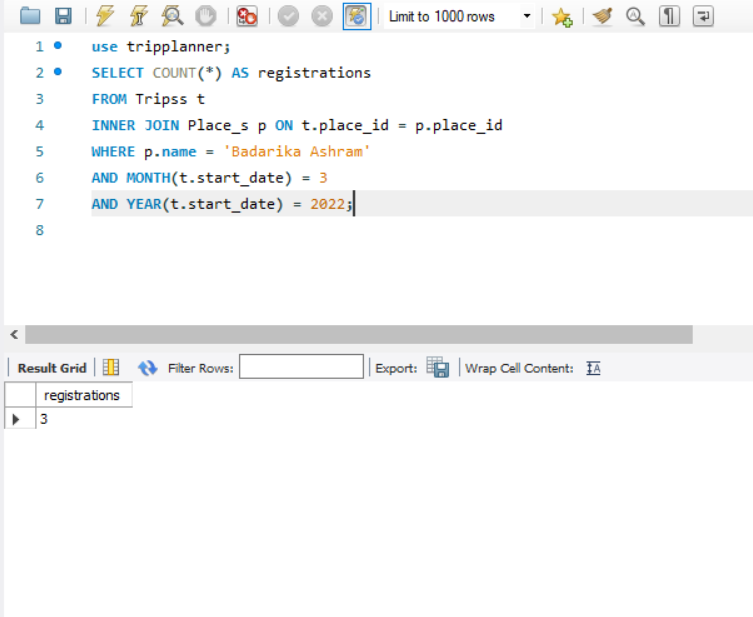 Limit to 1000 rows
1 use tripplanner;
2 SELECT COUNT(*) AS registrations
3 FROM Tripss t
4 INNER JOIN Place_s p ON t.place_id = p.place_id
5 WHERE p.name = 'Badarika Ashram'
6 AND MONTH(t.start_date) = 3
7 AND YEAR(t.start_date) = 2022;
8
Result Grid Filter Rows: Export: Wrap Cell Content: IA
registrations
3